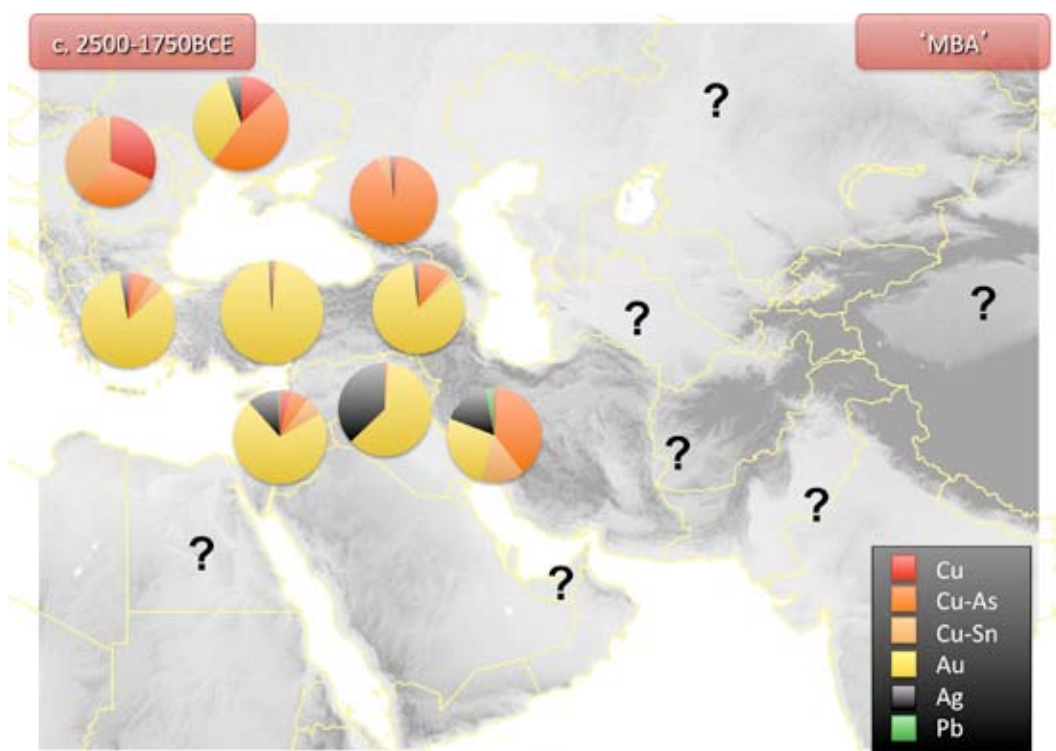 c. 2500-1750BCE
‘MBA’
?
?
?
?
?
?
?
Cu
Cu-As
Cu-Sn
Au
Ag
Pb